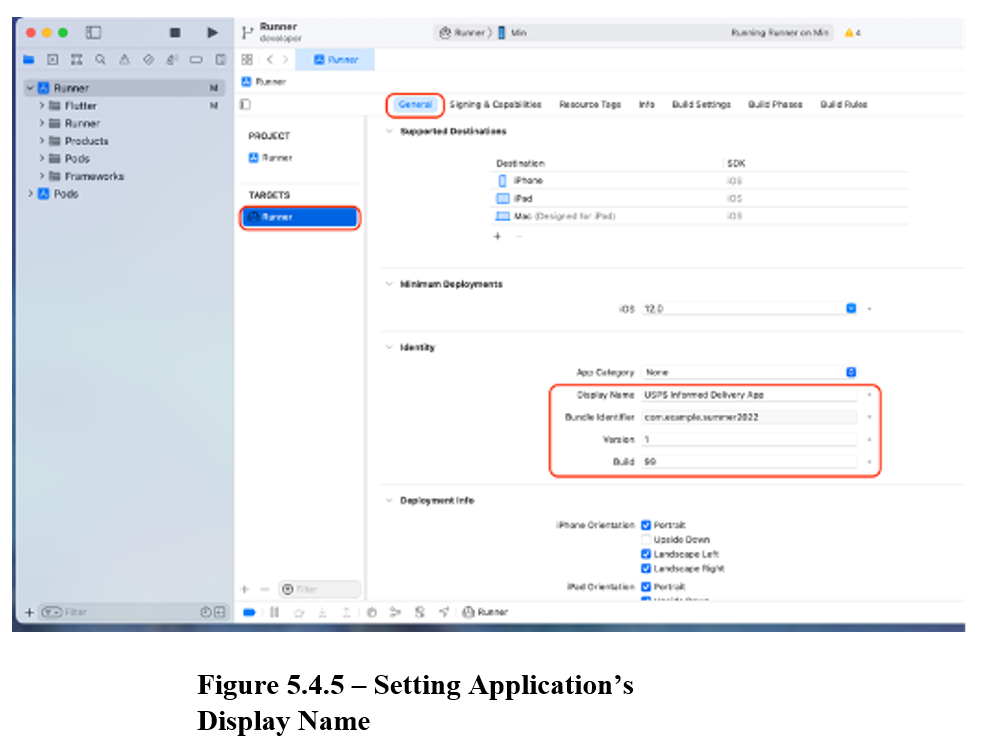 Runner
developer
Runner
Min
Running Runner on Min
4
Runner
Runner
M
Flutter
M
Runner
Products
Pods
Frameworks
Pods
Runner
General
Signing & Capabilities
Resource Tags
Info
Build Settings
Build Phases
Build Rules
PROJECT
Runner
TARGETS
Runner
Supported Destinations
Destination
SDK
iPhone
iOS
iPad
iOS
Mac (Designed for iPad)
iOS
+ −
Minimum Deployments
iOS 12.0
Identity
App Category None
Display Name USPS Informed Delivery App
Bundle Identifier com.example.summer2022
Version 1
Build 99
Deployment Info
iPhone Orientation Portrait
Upside Down
Landscape Left
Landscape Right
iPad Orientation Portrait
Upside Down
+ − Filter
+ Filter
Runner
Figure 5.4.5 – Setting Application’s
Display Name